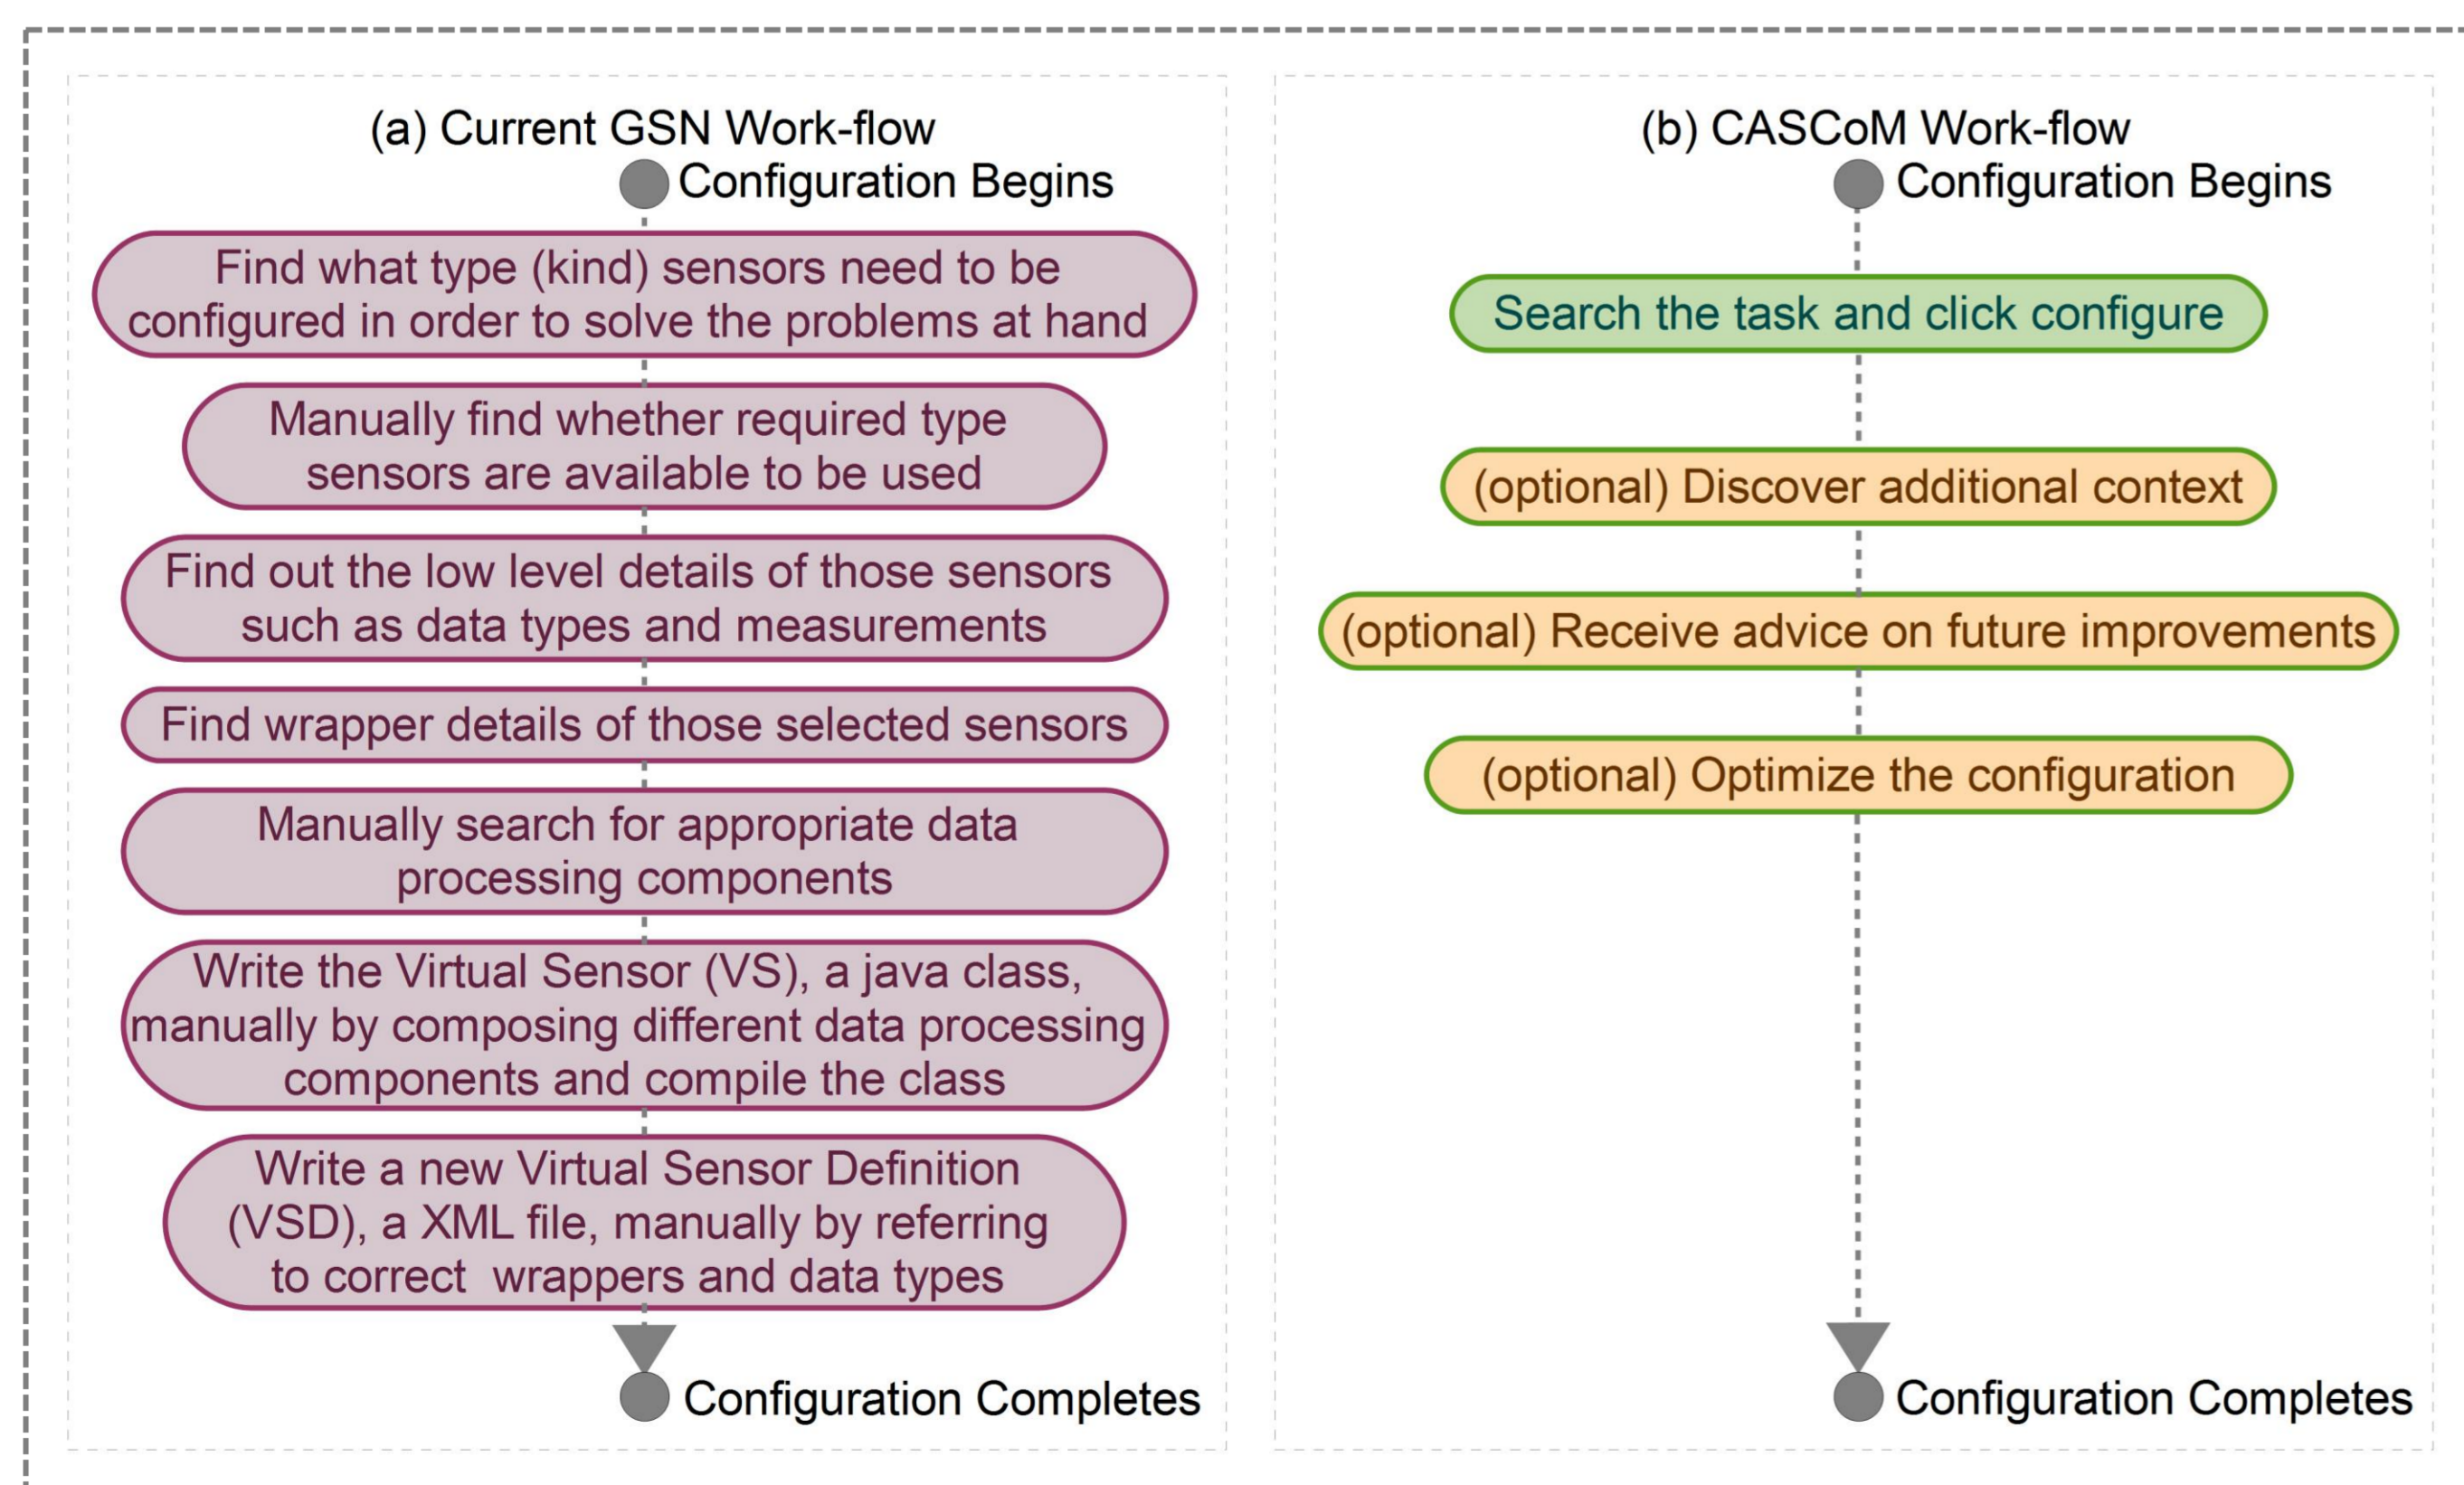 (a) Current GSN Work-flow
Configuration Begins
Find what type (kind) sensors need to be
configured in order to solve the problems at hand
Manually find whether required type
sensors are available to be used
Find out the low level details of those sensors
such as data types and measurements
Find wrapper details of those selected sensors
Manually search for appropriate data
processing components
Write the Virtual Sensor (VS), a java class,
manually by composing different data processing
components and compile the class
Write a new Virtual Sensor Definition
(VSD), a XML file, manually by referring
to correct wrappers and data types
Configuration Completes
(b) CASCoM Work-flow
Configuration Begins
Search the task and click configure
(optional) Discover additional context
(optional) Receive advice on future improvements
(optional) Optimize the configuration
Configuration Completes